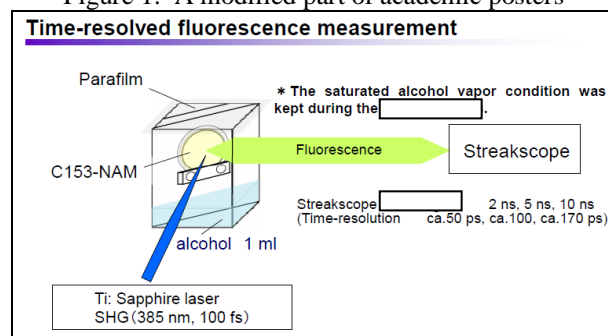 Figure 1: A modified part of academic posters
Time-resolved fluorescence measurement
Parafilm
* The saturated alcohol vapor condition was
kept during the .
Fluorescence
Streakscope
C153-NAM
Streakscope 2 ns, 5 ns, 10 ns
(Time-resolution ca.50 ps, ca.100, ca.170 ps)
alcohol 1 ml
Ti: Sapphire laser
SHG(385 nm, 100 fs)